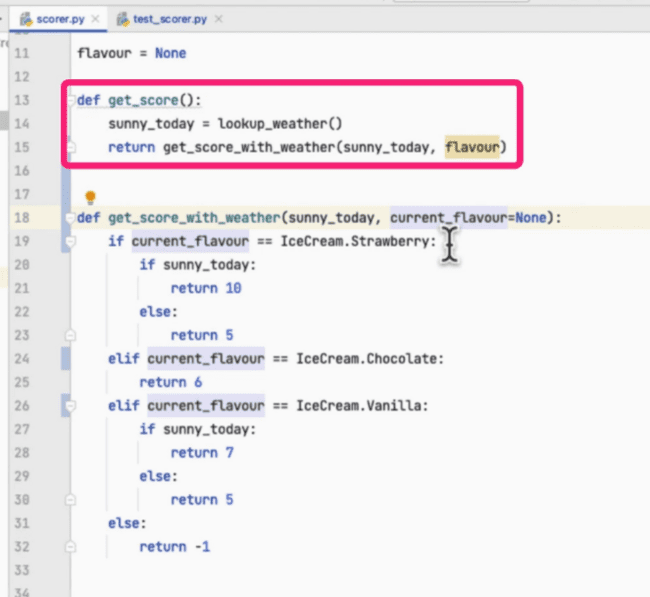 scorer.py
test_scorer.py
11 flavour = None
12
13 def get_score():
14 sunny_today = lookup_weather()
15 return get_score_with_weather(sunny_today, flavour)
16
17
18 def get_score_with_weather(sunny_today, current_flavour=None):
19 if current_flavour == IceCream.Strawberry:
20 if sunny_today:
21 return 10
22 else:
23 return 5
24 elif current_flavour == IceCream.Chocolate:
25 return 6
26 elif current_flavour == IceCream.Vanilla:
27 if sunny_today:
28 return 7
29 else:
30 return 5
31 else:
32 return -1
33
34